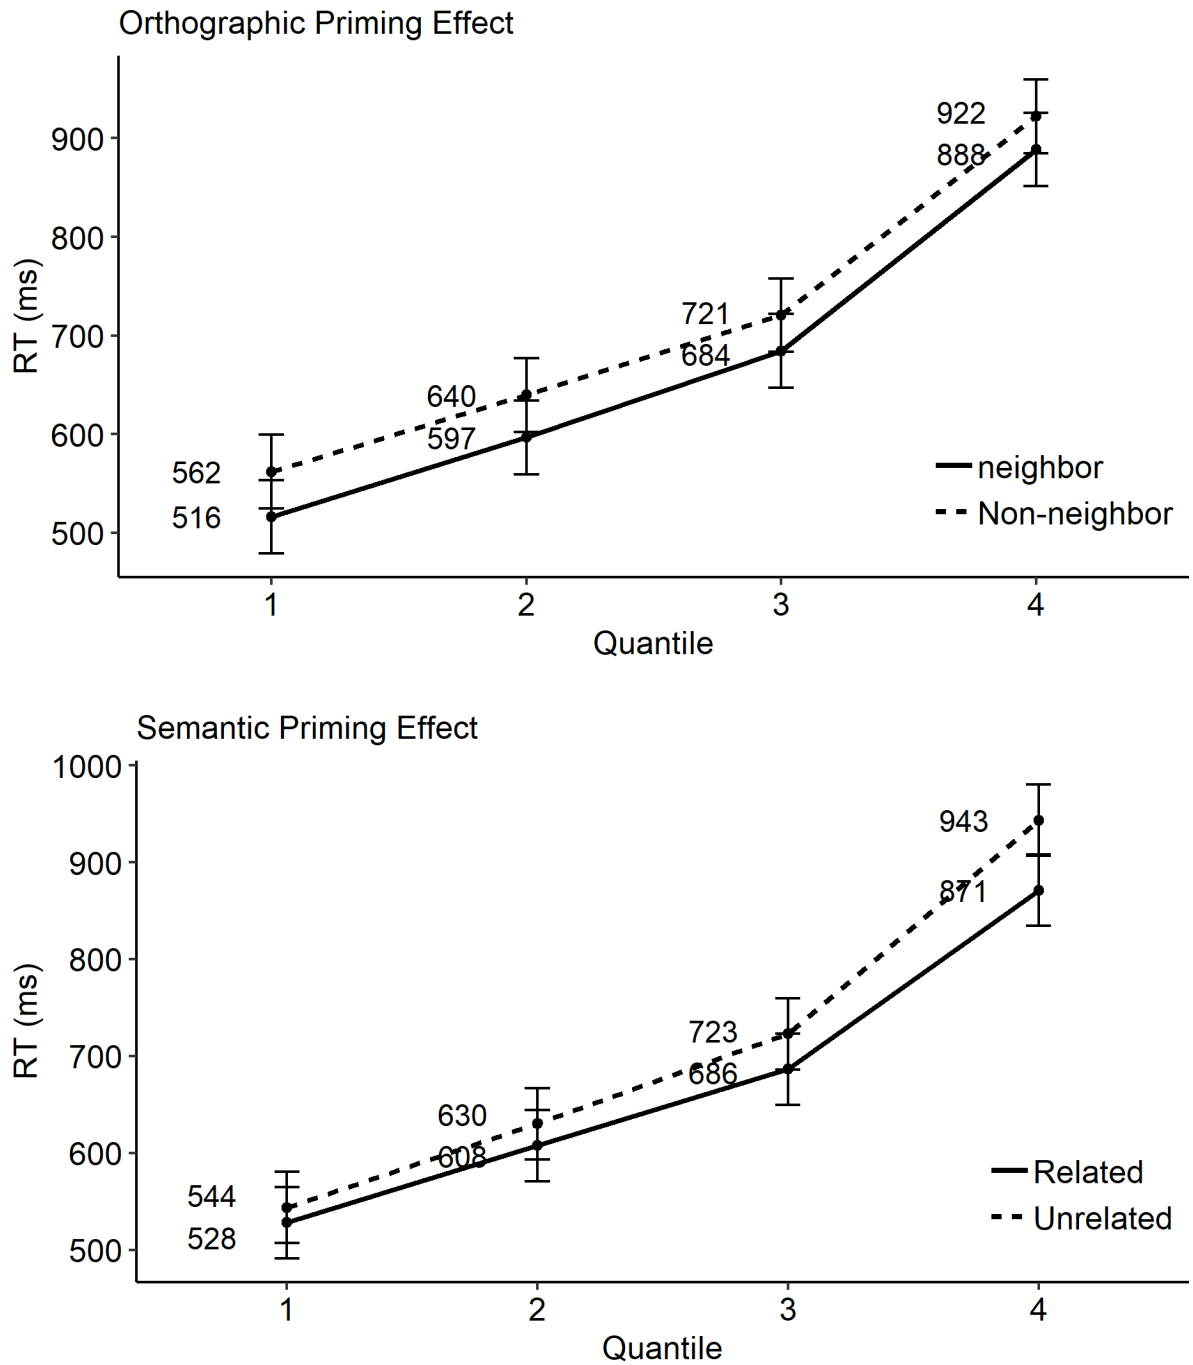 Orthographic Priming Effect
900
800
700
600
500
RT (ms)
922
888
721
684
640
597
562
516
neighbor
Non-neighbor
1 2 3 4
Quantile
Semantic Priming Effect
1000
900
800
700
600
500
RT (ms)
943
871
723
686
630
608
544
528
Related
Unrelated
1 2 3 4
Quantile